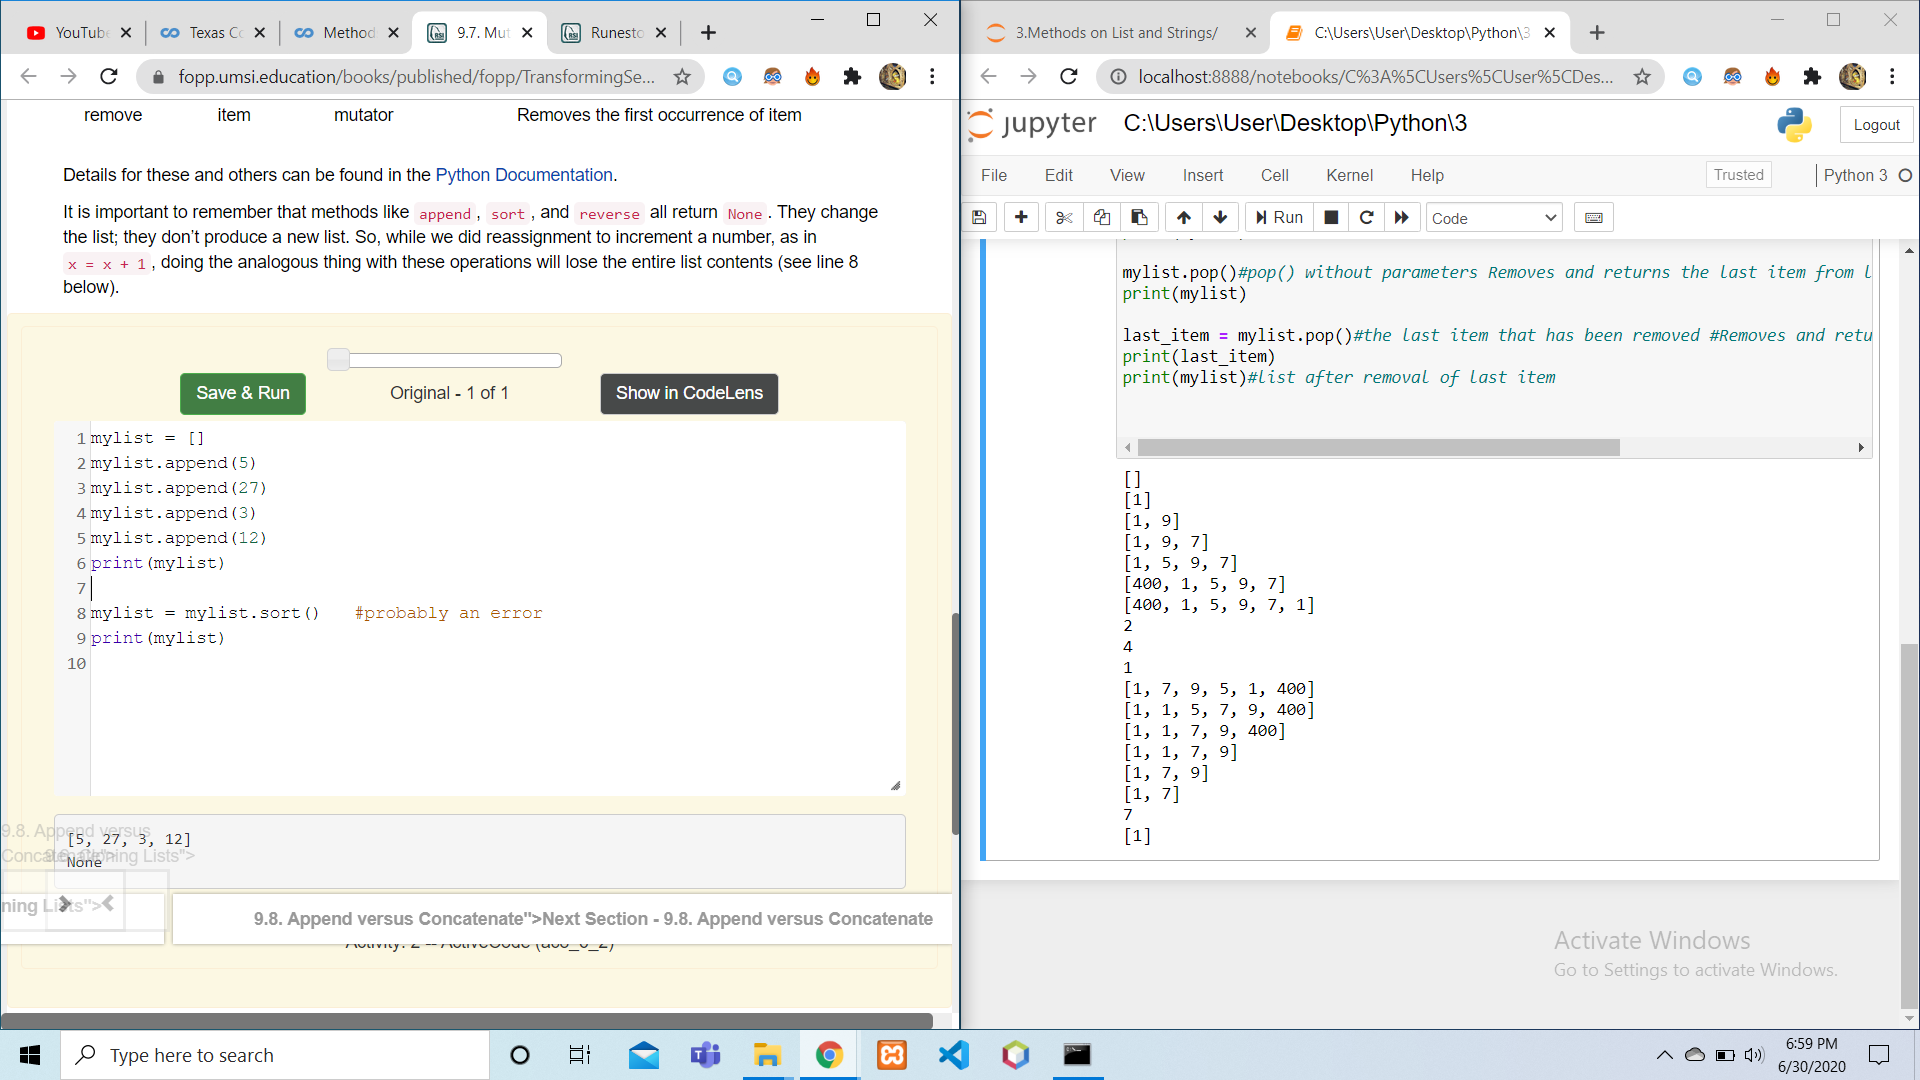 YouTub
Texas Co
Method
9.7. Mut
Runesto
fopp.umsi.education/books/published/fopp/TransformingSe...
remove item mutator Removes the first occurrence of item
Details for these and others can be found in the Python Documentation.
It is important to remember that methods like append, sort, and reverse all return None. They change
the list; they don't produce a new list. So, while we did reassignment to increment a number, as in
x = x + 1, doing the analogous thing with these operations will lose the entire list contents (see line 8
below).
Save & Run
Original - 1 of 1
Show in CodeLens
1 mylist = []
2 mylist.append(5)
3 mylist.append(27)
4 mylist.append(3)
5 mylist.append(12)
6 print(mylist)
7
8 mylist = mylist.sort() #probably an error
9 print(mylist)
10
[5, 27, 3, 12]
None
9.8. Append versus
ning Lists">
9.8. Append versus Concatenate">Next Section - 9.8. Append versus Concatenate
3.Methods on List and Strings/
C:\Users\User\Desktop\Python\3
localhost:8888/notebooks/C%3A%5CUsers%5CUser%5CDes...
jupyter C:\Users\User\Desktop\Python\3
Logout
File Edit View Insert Cell Kernel Help
Trusted
Python 3
Run
Code
mylist.pop()#pop() without parameters Removes and returns the last item from l
print(mylist)
last_item = mylist.pop()#the last item that has been removed #Removes and retu
print(last_item)
print(mylist)#list after removal of last item
[]
[1]
[1, 9]
[1, 9, 7]
[1, 5, 9, 7]
[400, 1, 5, 9, 7]
[400, 1, 5, 9, 7, 1]
2
4
1
[1, 7, 9, 5, 1, 400]
[1, 1, 5, 7, 9, 400]
[1, 1, 7, 9, 400]
[1, 1, 7, 9]
[1, 7, 9]
[1, 7]
7
[1]
Activate Windows
Go to Settings to activate Windows.
Type here to search
6:59 PM
6/30/2020